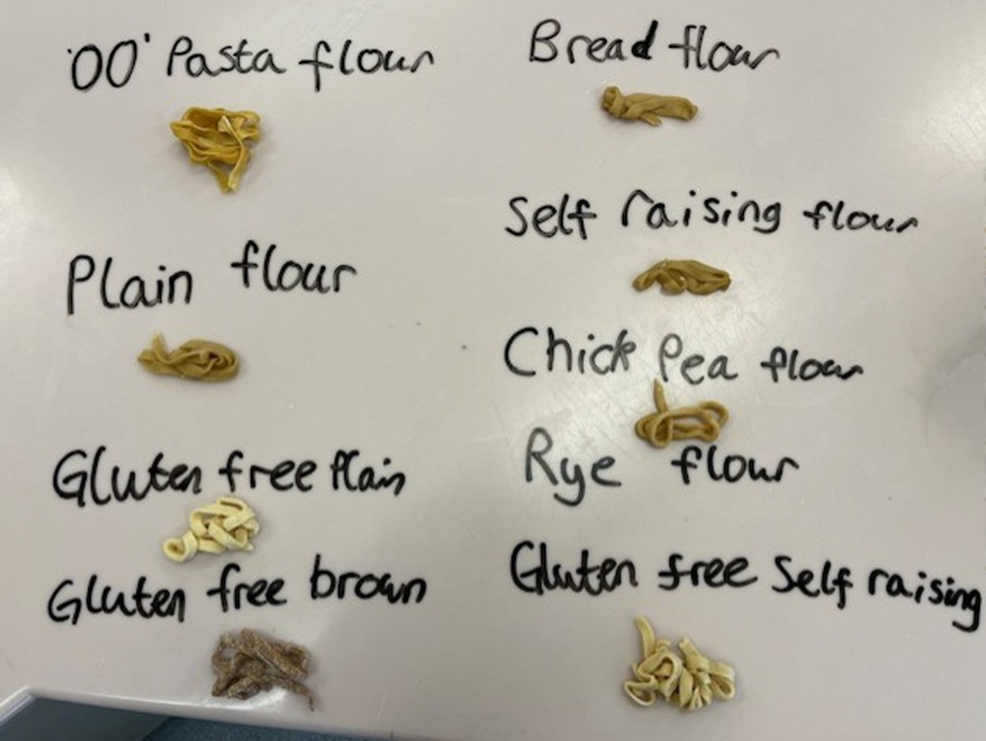 '00' Pasta flour
Bread flour
Self raising flour
Plain flour
Chick Pea flour
Rye flour
Gluten free Plain
Gluten free Self raising
Gluten free brown